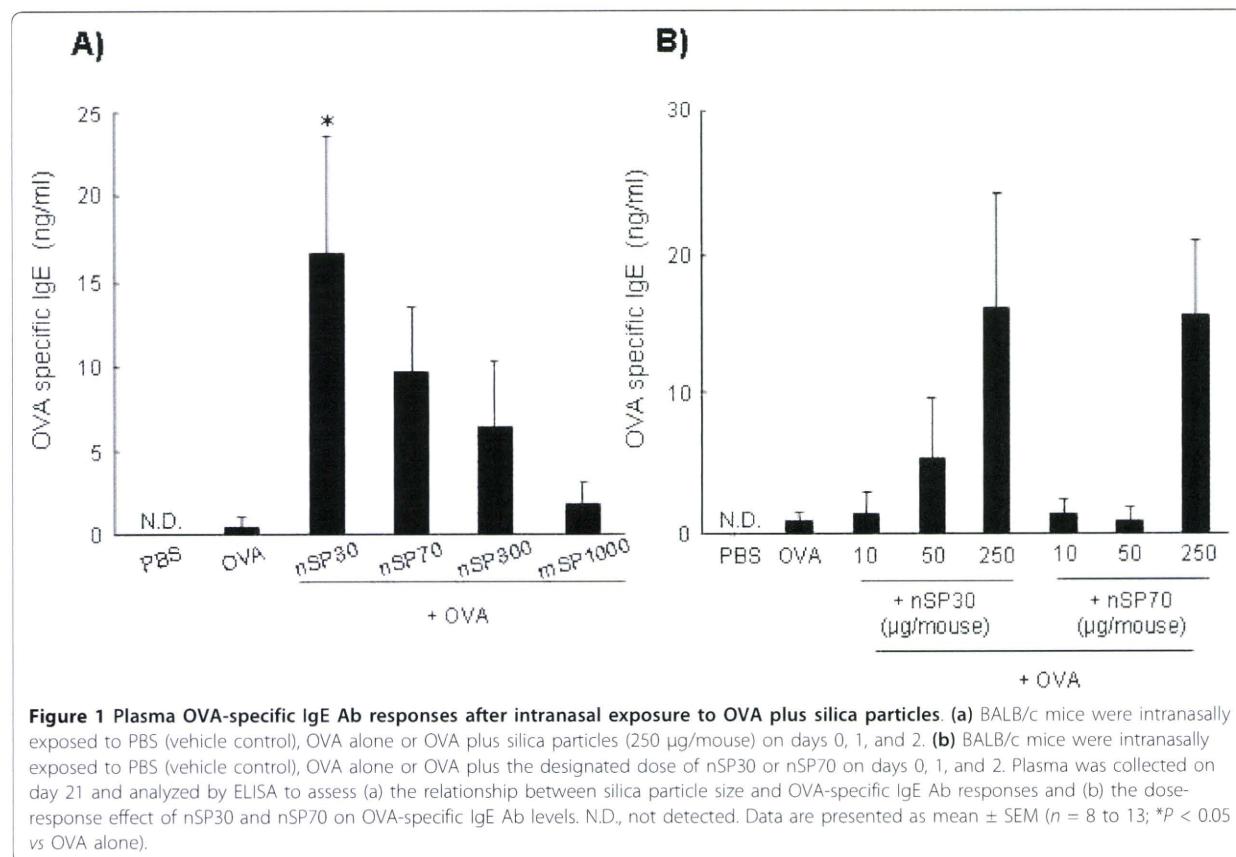 A)
B)
25
20
15
10
5
0
OVA specific IgE (ng/ml)
*
N.D.
PBS OVA nSP30 nSP70 nSP300 mSP1000
+ OVA
30
20
10
0
OVA specific IgE (ng/ml)
N.D.
PBS OVA 10 50 250 10 50 250
+ nSP30 + nSP70
(µg/mouse) (µg/mouse)
+ OVA
Figure 1 Plasma OVA-specific IgE Ab responses after intranasal exposure to OVA plus silica particles. (a) BALB/c mice were intranasally
exposed to PBS (vehicle control), OVA alone or OVA plus silica particles (250 µg/mouse) on days 0, 1, and 2. (b) BALB/c mice were intranasally
exposed to PBS (vehicle control), OVA alone or OVA plus the designated dose of nSP30 or nSP70 on days 0, 1, and 2. Plasma was collected on
day 21 and analyzed by ELISA to assess (a) the relationship between silica particle size and OVA-specific IgE Ab responses and (b) the dose-
response effect of nSP30 and nSP70 on OVA-specific IgE Ab levels. N.D., not detected. Data are presented as mean ± SEM (n = 8 to 13; *P < 0.05
vs OVA alone).